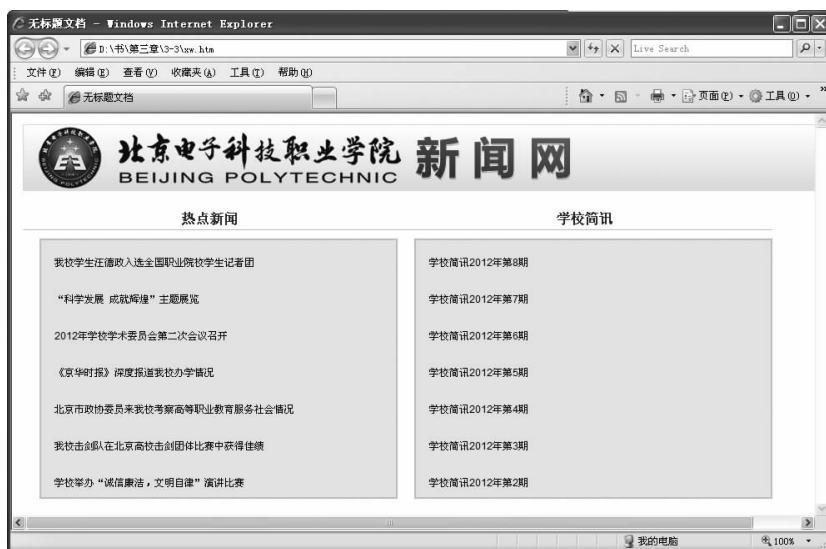 无标题文档 - Windows Internet Explorer
D:\书\第三章\3-3\xw.htm
Live Search
文件(F) 编辑(E) 查看(V) 收藏夹(A) 工具(T) 帮助(H)
无标题文档
页面(P) 工具(O)
北京电子科技职业学院 新闻网
BEIJING POLYTECHNIC
热点新闻 学校简讯
我校学生汪德政入选全国职业院校学生记者团 学校简讯2012年第8期
“科学发展 成就辉煌”主题展览 学校简讯2012年第7期
2012年学校学术委员会第二次会议召开 学校简讯2012年第6期
《京华时报》深度报道我校办学情况 学校简讯2012年第5期
北京市政协委员来我校考察高等职业教育服务社会情况 学校简讯2012年第4期
我校击剑队在北京高校击剑团体比赛中获得佳绩 学校简讯2012年第3期
学校举办“诚信廉洁，文明自律”演讲比赛 学校简讯2012年第2期
我的电脑 100%